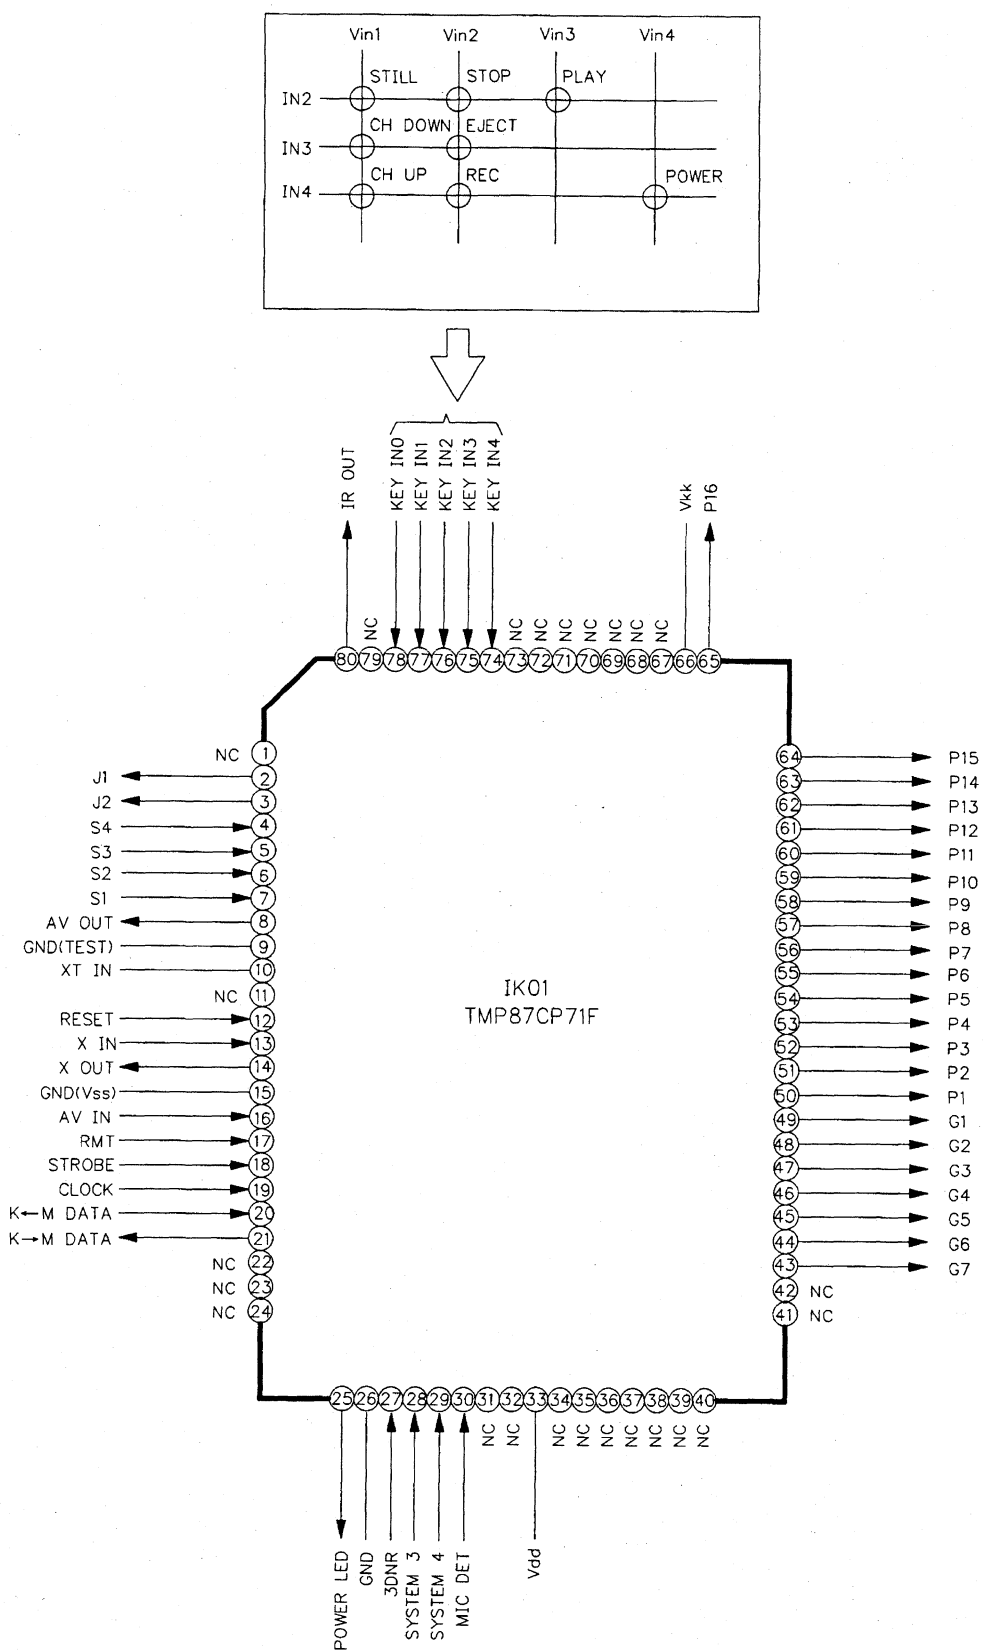 Vin1 Vin2 Vin3 Vin4
STILL STOP PLAY
IN2
CH DOWN EJECT
IN3
CH UP REC POWER
IN4
IR OUT
KEY IN0
KEY IN1
KEY IN2
KEY IN3
KEY IN4
Vkk
P16
NC
NC
NC
NC
NC
NC
NC
NC
80 79 78 77 76 75 74 73 72 71 70 69 68 67 66 65
NC 1
J1 2
J2 3
S4 4
S3 5
S2 6
S1 7
AV OUT 8
GND(TEST) 9
XT IN 10
NC 11
RESET 12
X IN 13
X OUT 14
GND(Vss) 15
AV IN 16
RMT 17
STROBE 18
CLOCK 19
K←M DATA 20
K→M DATA 21
NC 22
NC 23
NC 24
IK01
TMP87CP71F
64 P15
63 P14
62 P13
61 P12
60 P11
59 P10
58 P9
57 P8
56 P7
55 P6
54 P5
53 P4
52 P3
51 P2
50 P1
49 G1
48 G2
47 G3
46 G4
45 G5
44 G6
43 G7
42 NC
41 NC
25 26 27 28 29 30 31 32 33 34 35 36 37 38 39 40
POWER LED
GND
3DNR
SYSTEM 3
SYSTEM 4
MIC DET
NC
NC
Vdd
NC
NC
NC
NC
NC
NC
NC